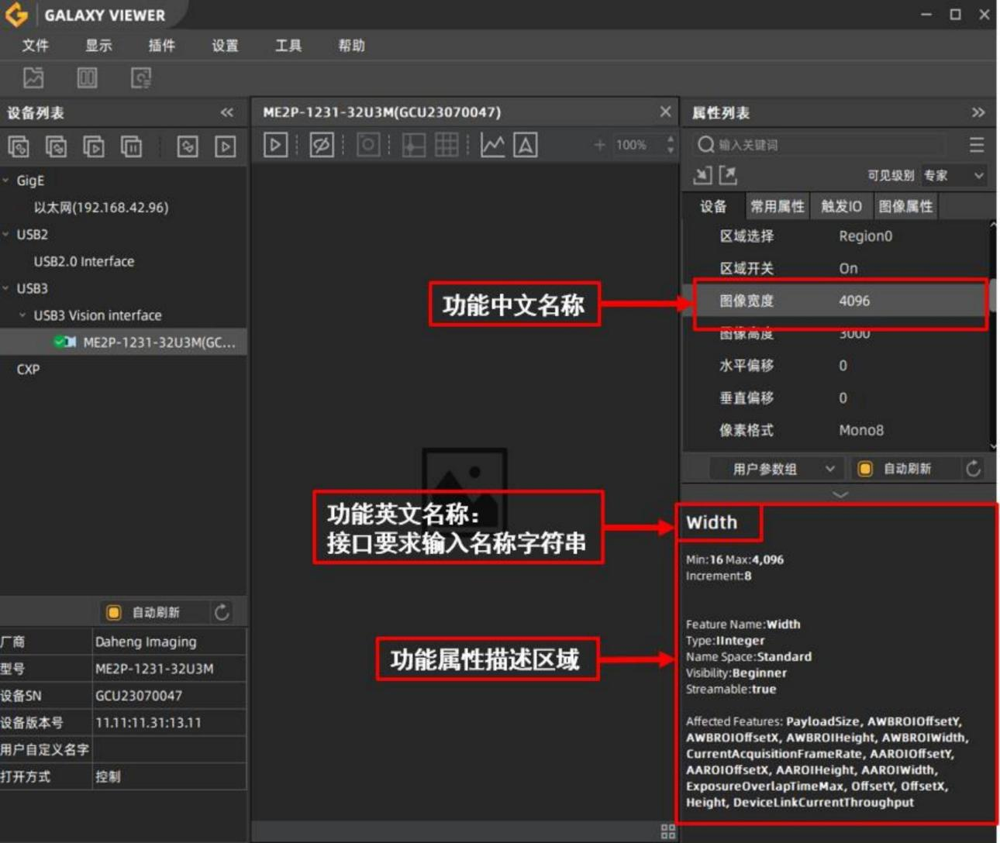 GALAXY VIEWER
文件 显示 插件 设置 工具 帮助
设备列表
GigE
以太网(192.168.42.96)
USB2
USB2.0 Interface
USB3
USB3 Vision interface
ME2P-1231-32U3M(GC...
CXP
自动刷新
厂商 Daheng Imaging
型号 ME2P-1231-32U3M
设备SN GCU23070047
设备版本号 11.11:11.31:13.11
用户自定义名字
打开方式 控制
ME2P-1231-32U3M(GCU23070047)
100%
功能中文名称
功能英文名称:
接口要求输入名称字符串
功能属性描述区域
属性列表
输入关键词
可见级别 专家
设备 常用属性 触发IO 图像属性
区域选择 Region0
区域开关 On
图像宽度 4096
图像高度 3000
水平偏移 0
垂直偏移 0
像素格式 Mono8
用户参数组 自动刷新
Width
Min:16 Max:4,096
Increment:8
Feature Name:Width
Type:IInteger
Name Space:Standard
Visibility:Beginner
Streamable:true
Affected Features: PayloadSize, AWBROIOffsetY,
AWBROIOffsetX, AWBROIHeight, AWBROIWidth,
CurrentAcquisitionFrameRate, AAROIOffsetY,
AAROIOffsetX, AAROIHeight, AAROIWidth,
ExposureOverlapTimeMax, OffsetY, OffsetX,
Height, DeviceLinkCurrentThroughput